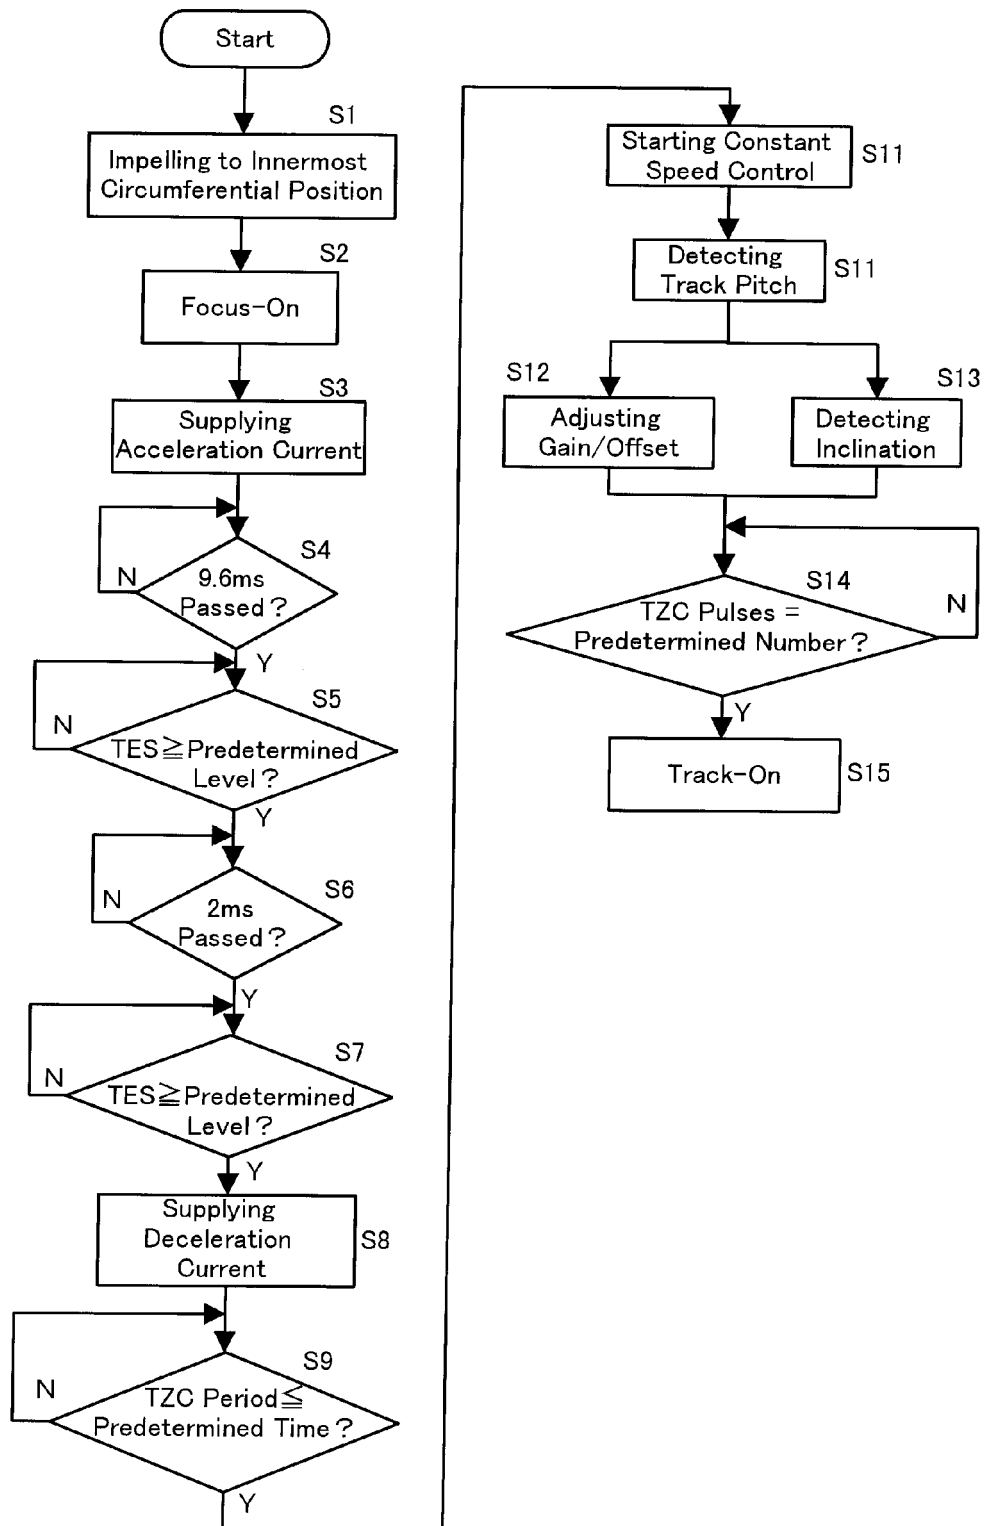 Start
S1
Impelling to Innermost
Circumferential Position
S2
Focus-On
S3
Supplying
Acceleration Current
S4
9.6ms
Passed?
N
Y
S5
TES≧Predetermined
Level?
N
Y
S6
2ms
Passed?
N
Y
S7
TES≧Predetermined
Level?
N
Y
Supplying
Deceleration
Current
S8
S9
TZC Period≦
Predetermined Time?
N
Y
Starting Constant
Speed Control
S11
Detecting
Track Pitch
S11
S12
Adjusting
Gain/Offset
S13
Detecting
Inclination
S14
TZC Pulses =
Predetermined Number?
N
Y
Track-On
S15